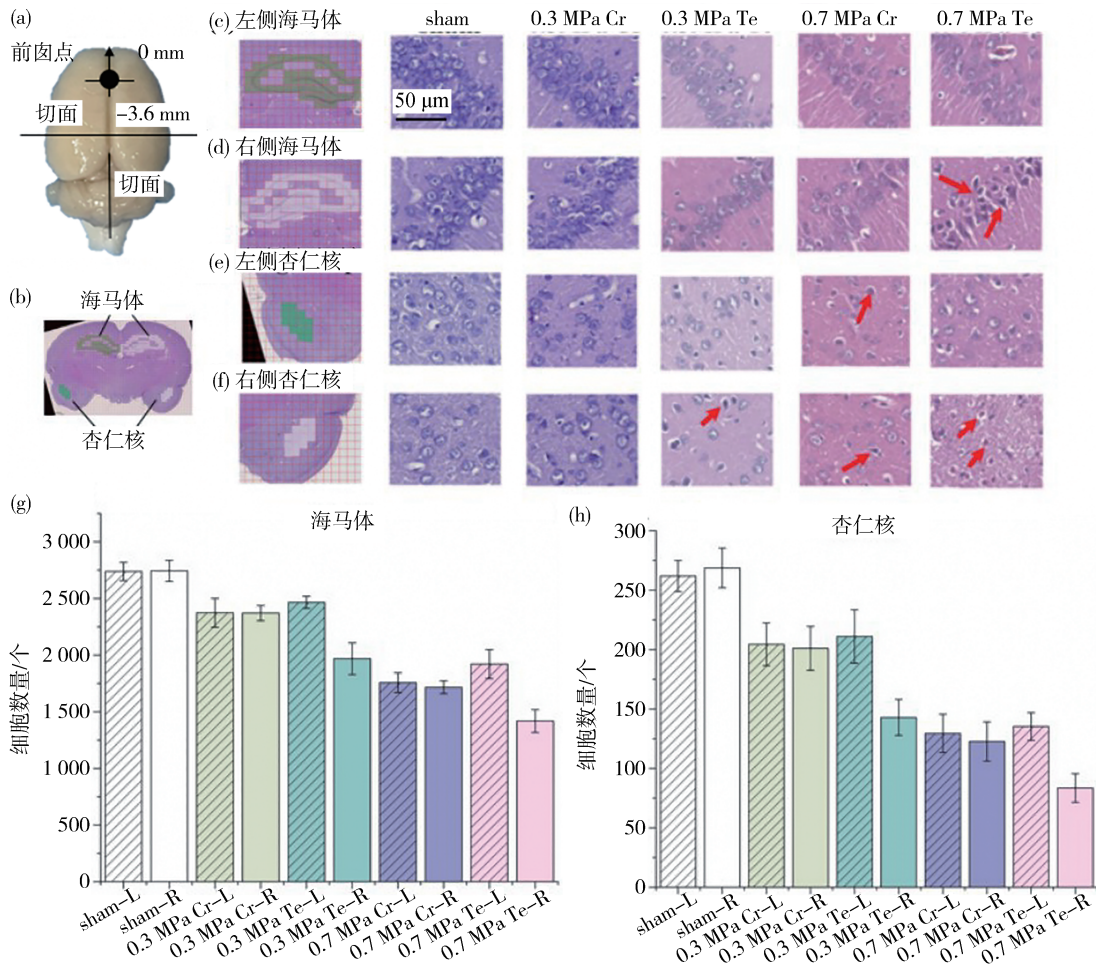 (a)
前囟点
0 mm
切面
−3.6 mm
切面
(b)
海马体
杏仁核
(c) 左侧海马体
sham
0.3 MPa Cr
0.3 MPa Te
0.7 MPa Cr
0.7 MPa Te
50 μm
(d) 右侧海马体
(e) 左侧杏仁核
(f) 右侧杏仁核
(g)
海马体
细胞数量/个
3 000
2 500
2 000
1 500
1 000
500
0
sham−L
sham−R
0.3 MPa Cr−L
0.3 MPa Cr−R
0.3 MPa Te−L
0.3 MPa Te−R
0.7 MPa Cr−L
0.7 MPa Cr−R
0.7 MPa Te−L
0.7 MPa Te−R
(h)
杏仁核
细胞数量/个
300
250
200
150
100
50
0
sham−L
sham−R
0.3 MPa Cr−L
0.3 MPa Cr−R
0.3 MPa Te−L
0.3 MPa Te−R
0.7 MPa Cr−L
0.7 MPa Cr−R
0.7 MPa Te−L
0.7 MPa Te−R